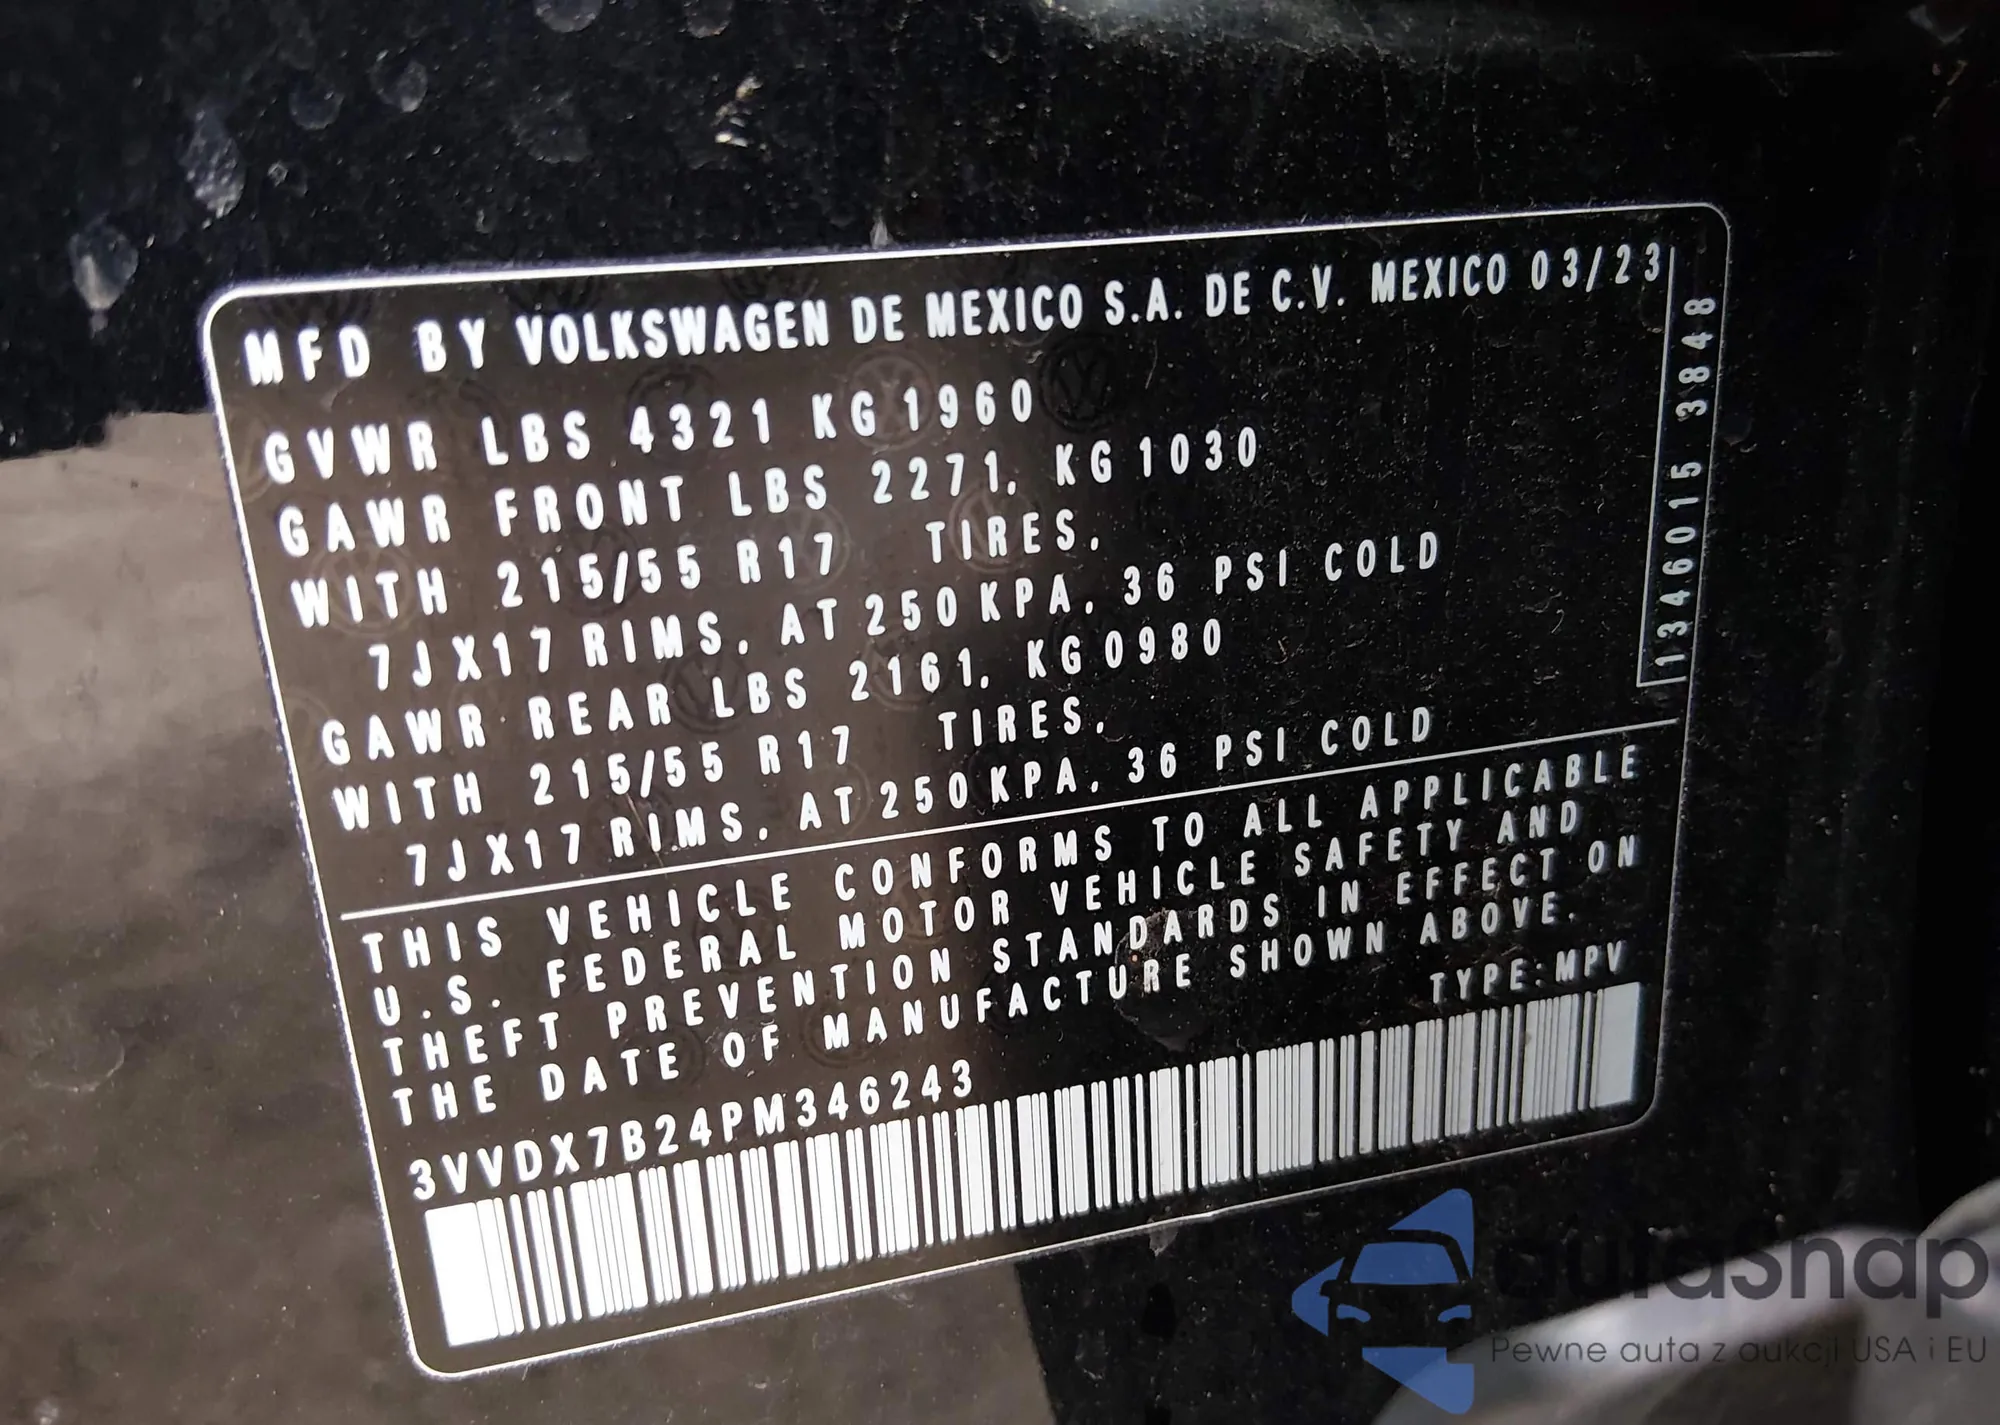 MFD BY VOLKSWAGEN DE MEXICO S.A. DE C.V. MEXICO 03/23
GVWR LBS 4321 KG 1960
GAWR FRONT LBS 2271. KG 1030
WITH 215/55 R17 TIRES.
7JX17 RIMS. AT 250 KPA. 36 PSI COLD
GAWR REAR LBS 2161. KG 0980
WITH 215/55 R17 TIRES.
7JX17 RIMS. AT 250 KPA. 36 PSI COLD
1346015 3848
THIS VEHICLE CONFORMS TO ALL APPLICABLE
U.S. FEDERAL MOTOR VEHICLE SAFETY AND
THEFT PREVENTION STANDARDS IN EFFECT ON
THE DATE OF MANUFACTURE SHOWN ABOVE.
TYPE:MPV
3VVDX7B24PM346243
autasnap
Pewne auta z aukcji USA i EU